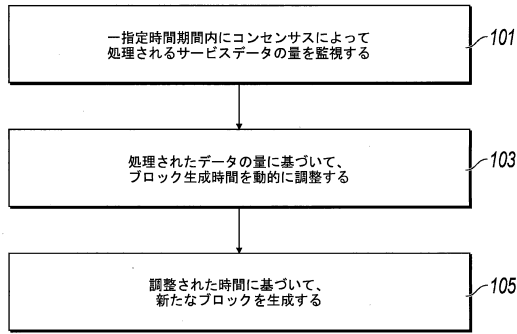 一指定時間期間内にコンセンサスによって
処理されるサービスデータの量を監視する
101
処理されたデータの量に基づいて、
ブロック生成時間を動的に調整する
103
調整された時間に基づいて、
新たなブロックを生成する
105